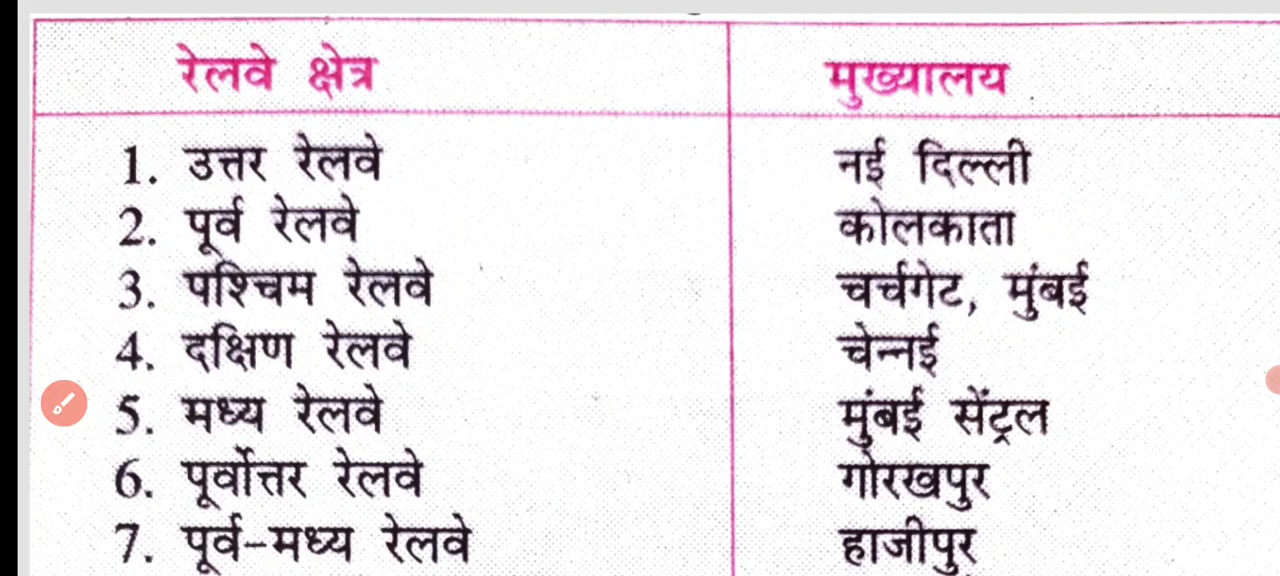 रेलवे क्षेत्र मुख्यालय
1. उत्तर रेलवे नई दिल्ली
2. पूर्व रेलवे कोलकाता
3. पश्चिम रेलवे चर्चगेट, मुंबई
4. दक्षिण रेलवे चेन्नई
5. मध्य रेलवे मुंबई सेंट्रल
6. पूर्वोत्तर रेलवे गोरखपुर
7. पूर्व-मध्य रेलवे हाजीपुर